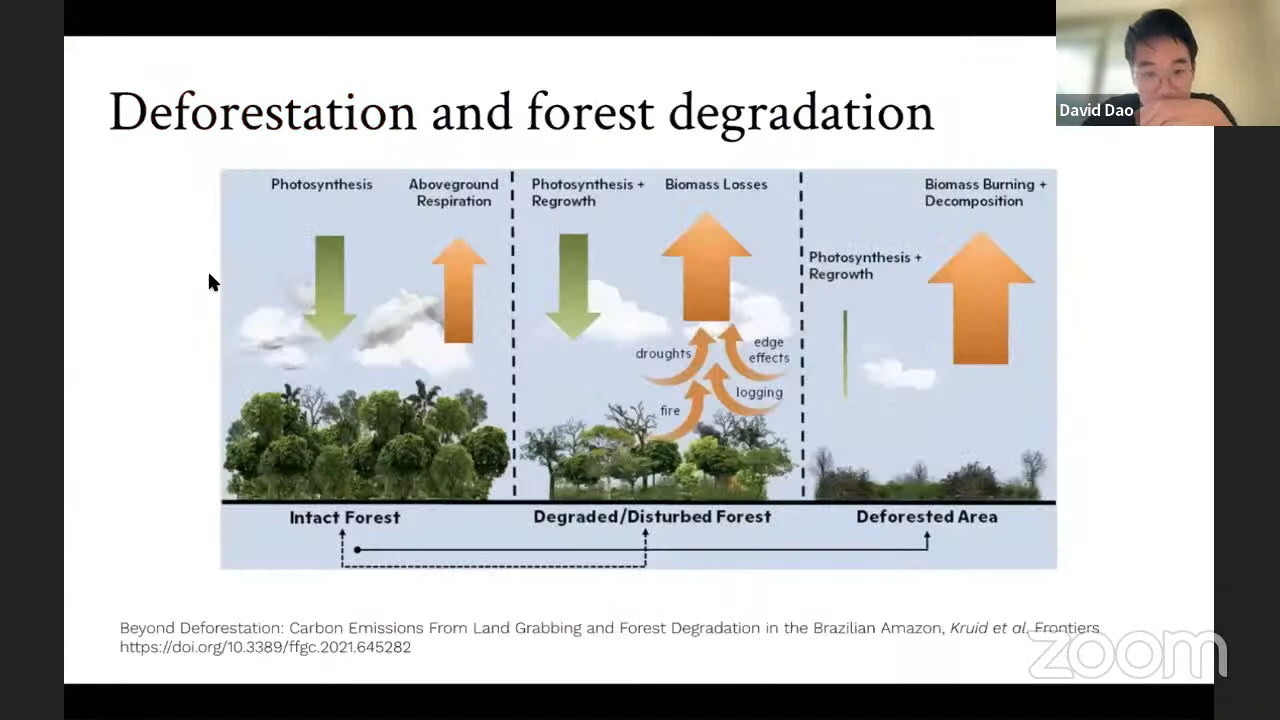 Deforestation and forest degradation
David Dao
Photosynthesis
Aboveground
Respiration
Photosynthesis +
Regrowth
Biomass Losses
Biomass Burning +
Decomposition
Photosynthesis +
Regrowth
droughts
edge
effects
logging
fire
Intact Forest
Degraded/Disturbed Forest
Deforested Area
Beyond Deforestation: Carbon Emissions From Land Grabbing and Forest Degradation in the Brazilian Amazon, Kruid et al. Frontiers
https://doi.org/10.3389/ffgc.2021.645282
zoom